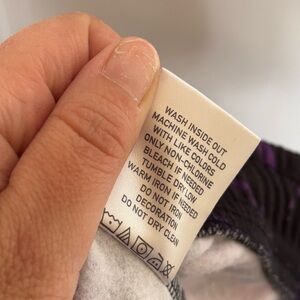 WASH INSIDE OUT
MACHINE WASH COLD
WITH LIKE COLORS
ONLY NON-CHLORINE
BLEACH IF NEEDED
TUMBLE DRY LOW
WARM IRON IF NEEDED
DO NOT IRON
DECORATION
DO NOT DRY CLEAN